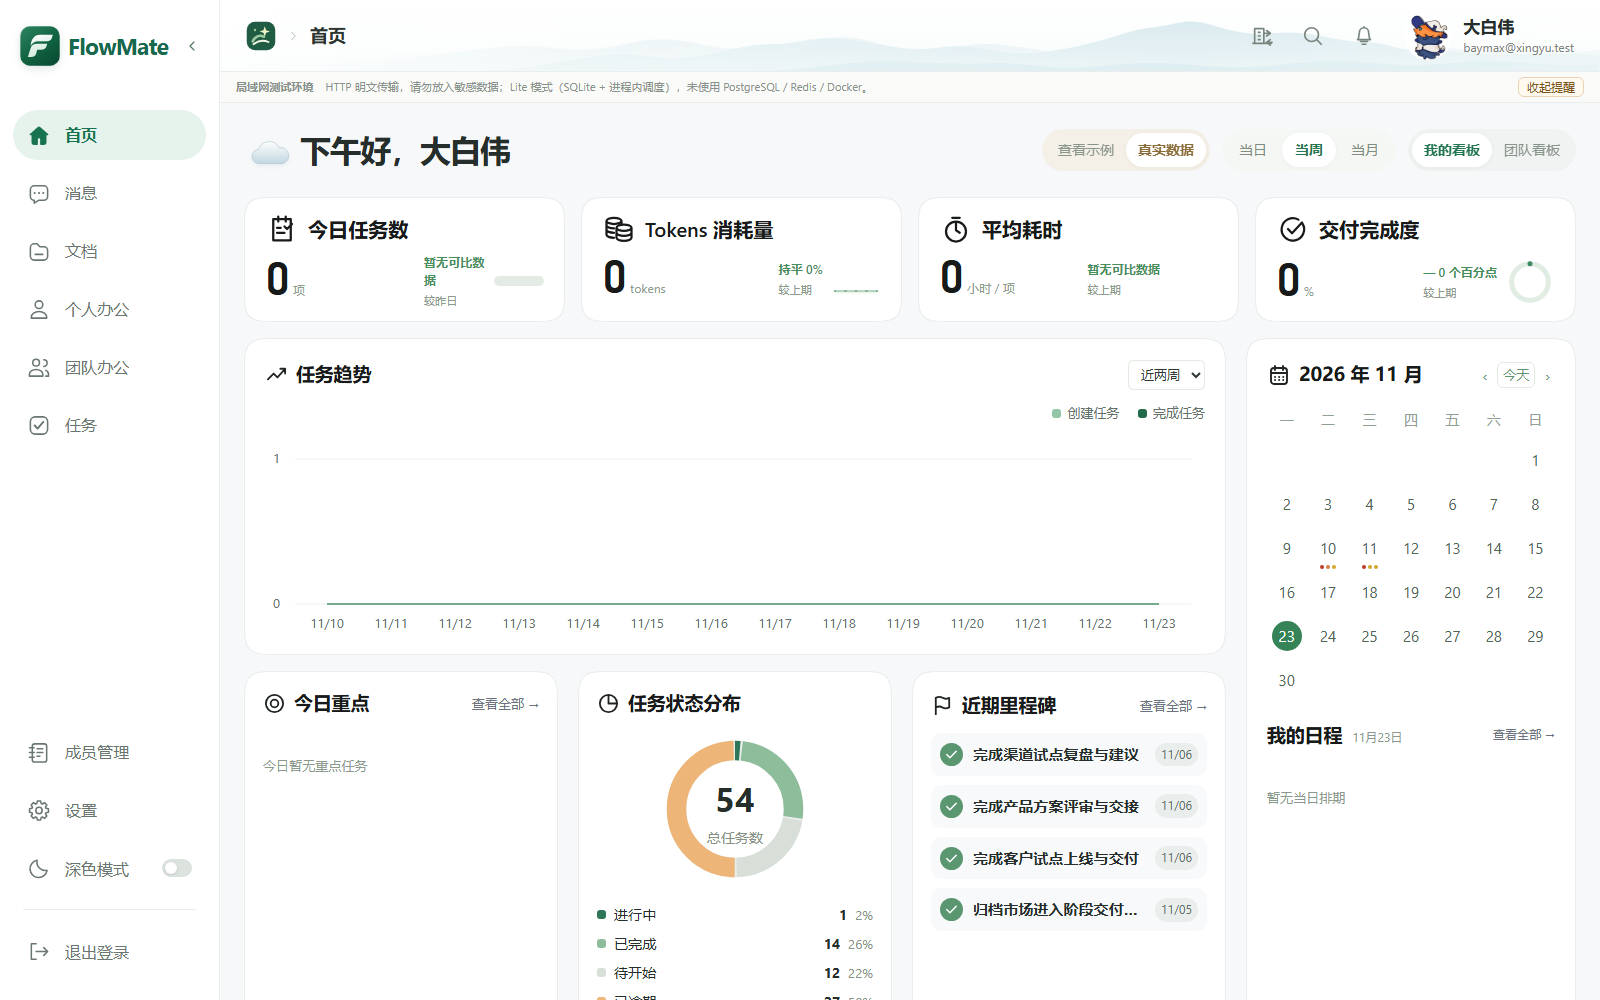 FlowMate
首页
消息
文档
个人办公
团队办公
任务
成员管理
设置
深色模式
退出登录
首页
大白伟
baymax@xingyu.test
局域网测试环境 HTTP 明文传输，请勿放入敏感数据；Lite 模式（SQLite + 进程内调度），未使用 PostgreSQL / Redis / Docker。
收起提醒
下午好，大白伟
查看示例 真实数据
当日 当周 当月
我的看板 团队看板
今日任务数
0 项
暂无可比数
据
较昨日
Tokens 消耗量
0 tokens
持平 0%
较上期
平均耗时
0 小时 / 项
暂无可比数据
较上期
交付完成度
0 %
— 0 个百分点
较上期
任务趋势
近两周
创建任务 完成任务
1
0
11/10 11/11 11/12 11/13 11/14 11/15 11/16 11/17 11/18 11/19 11/20 11/21 11/22 11/23
2026 年 11 月
‹ 今天 ›
一 二 三 四 五 六 日
1
2 3 4 5 6 7 8
9 10 11 12 13 14 15
16 17 18 19 20 21 22
23 24 25 26 27 28 29
30
我的日程 11月23日 查看全部 →
暂无当日排期
今日重点 查看全部 →
今日暂无重点任务
任务状态分布
54
总任务数
进行中 1 2%
已完成 14 26%
待开始 12 22%
近期里程碑 查看全部 →
完成渠道试点复盘与建议 11/06
完成产品方案评审与交接 11/06
完成客户试点上线与交付 11/06
归档市场进入阶段交付... 11/05